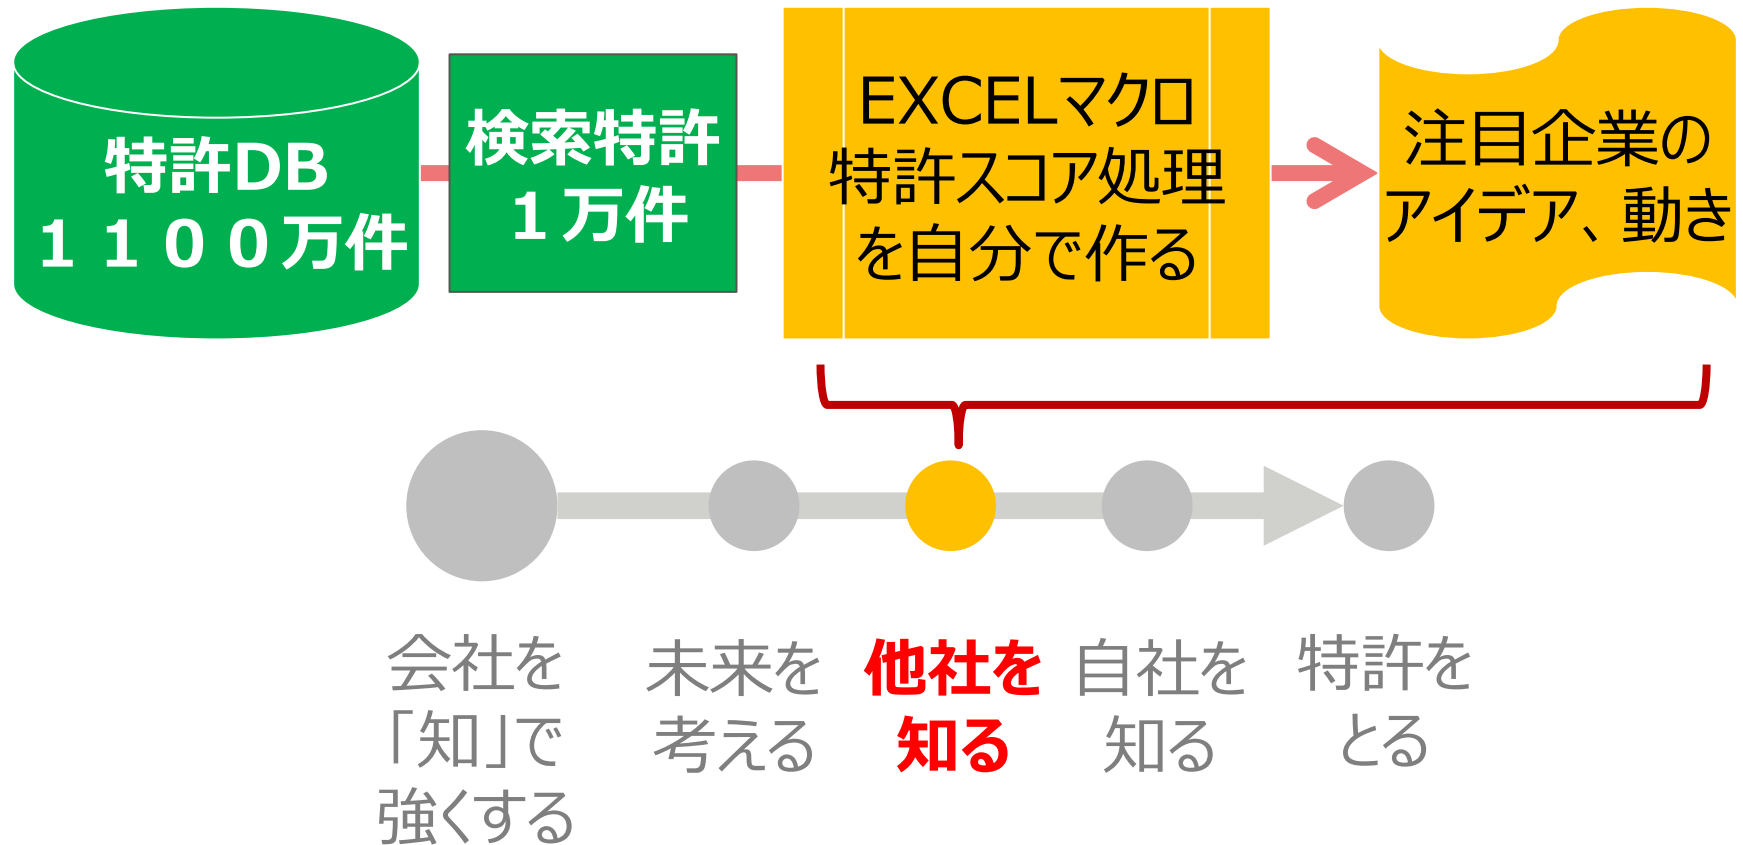 特許DB
１１００万件
検索特許
１万件
EXCELマクロ
特許スコア処理
を自分で作る
注目企業の
アイデア、動き
会社を
「知」で
強くする
未来を
考える
他社を
知る
自社を
知る
特許を
とる